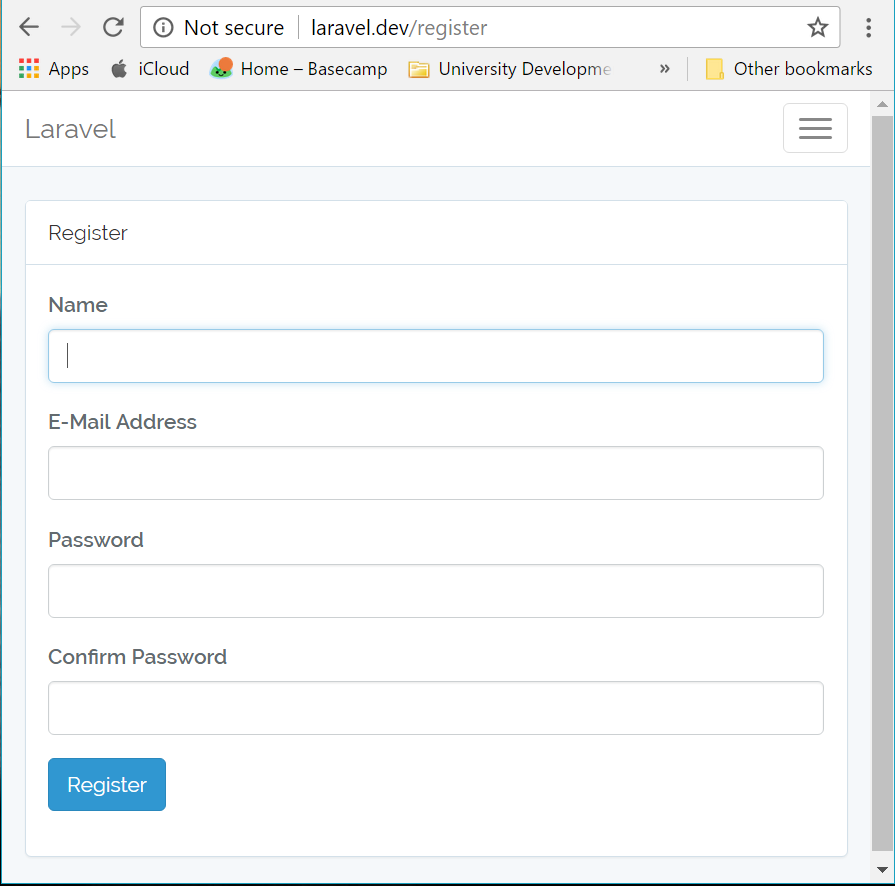 Not secure laravel.dev/register
Apps iCloud Home – Basecamp University Developme » Other bookmarks
Laravel
Register
Name
E-Mail Address
Password
Confirm Password
Register